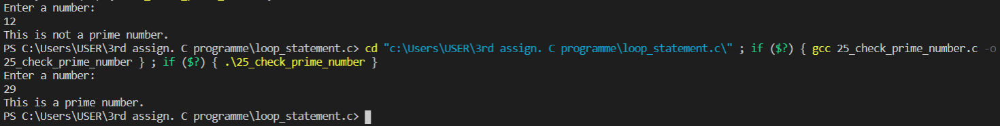 Enter a number:
12
This is not a prime number.
PS C:\Users\USER\3rd assign. C programme\loop_statement.c> cd "c:\Users\USER\3rd assign. C programme\loop_statement.c\" ; if ($?) { gcc 25_check_prime_number.c -o
25_check_prime_number } ; if ($?) { .\25_check_prime_number }
Enter a number:
29
This is a prime number.
PS C:\Users\USER\3rd assign. C programme\loop_statement.c>